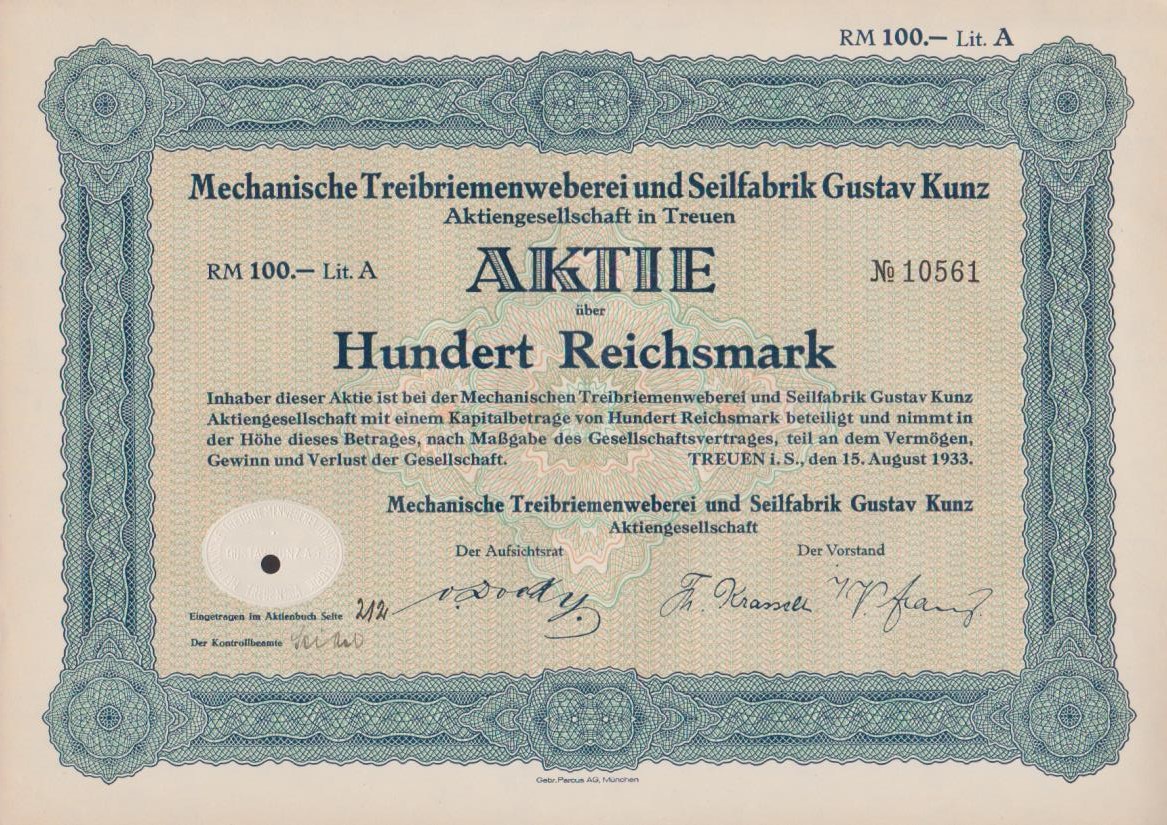 RM 100.— Lit. A
Mechanische Treibriemenweberei und Seilfabrik Gustav Kunz
Aktiengesellschaft in Treuen
RM 100.— Lit. A
AKTIE
№ 10561
über
Hundert Reichsmark
Inhaber dieser Aktie ist bei der Mechanischen Treibriemenweberei und Seilfabrik Gustav Kunz
Aktiengesellschaft mit einem Kapitalbetrage von Hundert Reichsmark beteiligt und nimmt in
der Höhe dieses Betrages, nach Maßgabe des Gesellschaftsvertrages, teil an dem Vermögen,
Gewinn und Verlust der Gesellschaft. TREUEN i. S., den 15. August 1933.
Mechanische Treibriemenweberei und Seilfabrik Gustav Kunz
Aktiengesellschaft
Der Aufsichtsrat
Der Vorstand
Eingetragen im Aktienbuch Seite 212
Der Kontrollbeamte
Gebr. Parcus AG, München